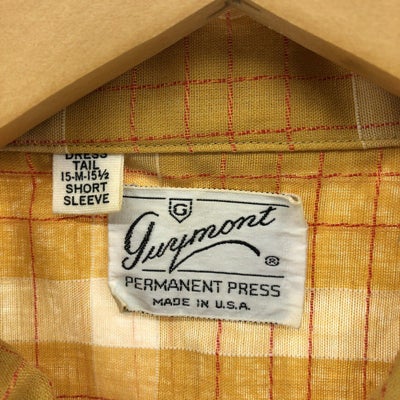 DRESS
TAIL
15-M-15½
SHORT
SLEEVE
G
Guymont
®
PERMANENT PRESS
MADE IN U.S.A.